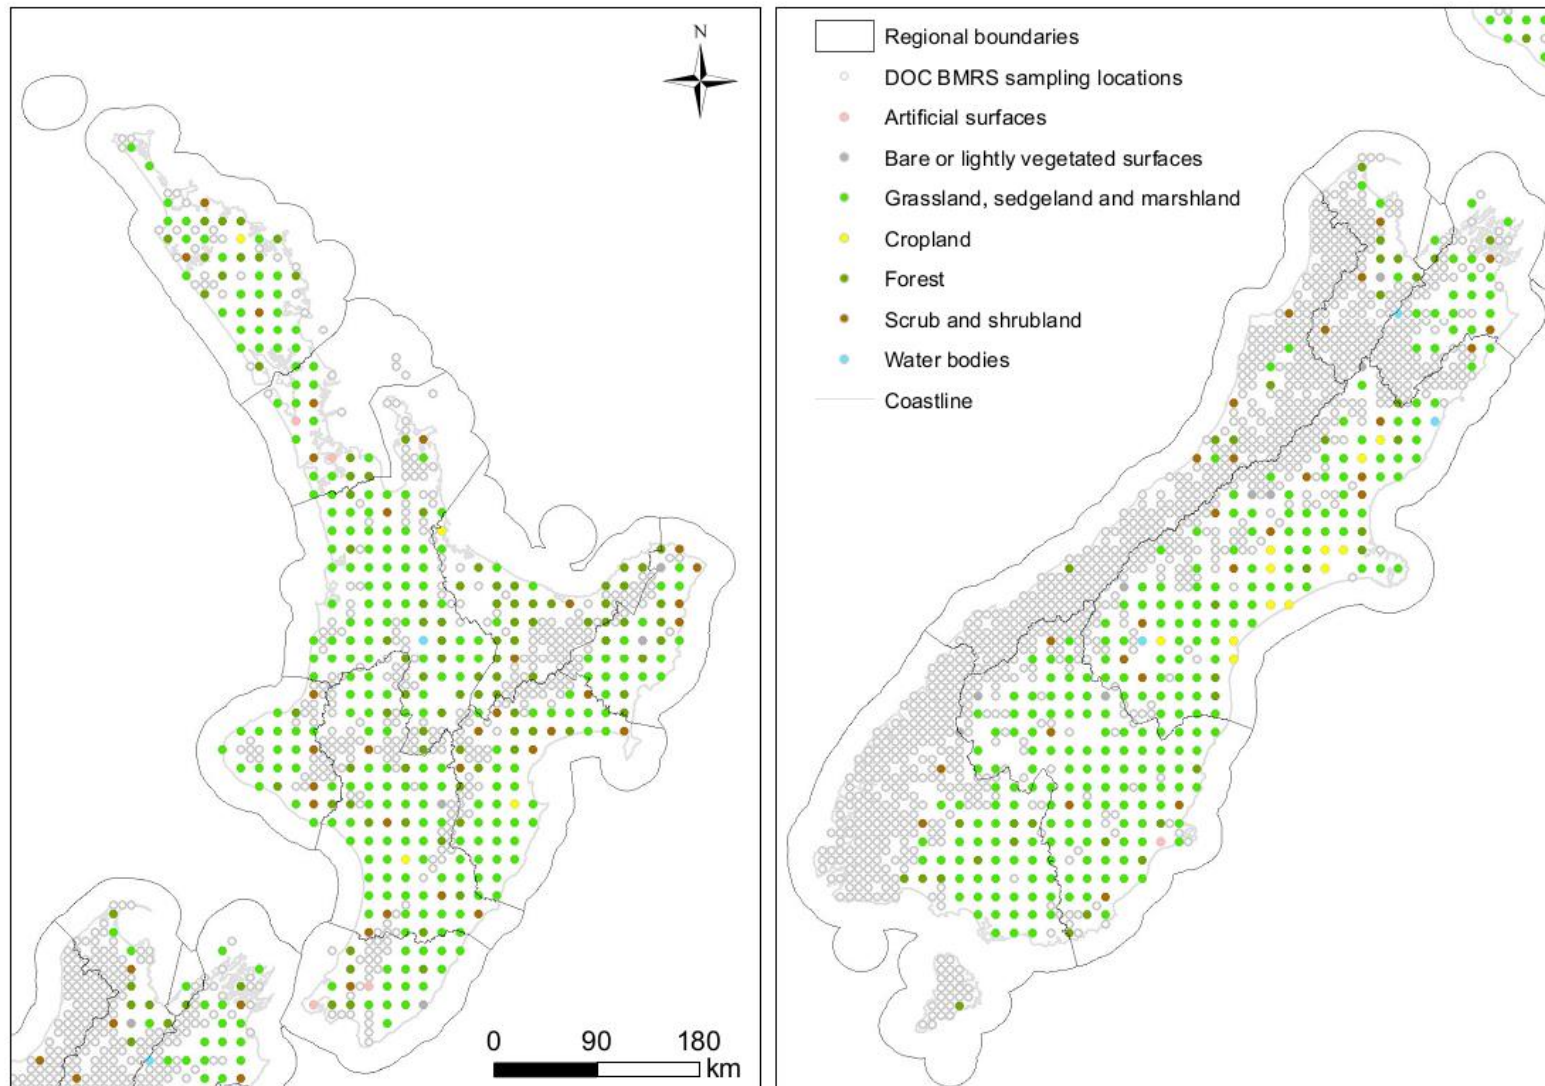 N
Regional boundaries
DOC BMRS sampling locations
Artificial surfaces
Bare or lightly vegetated surfaces
Grassland, sedgeland and marshland
Cropland
Forest
Scrub and shrubland
Water bodies
Coastline
0 90 180
km